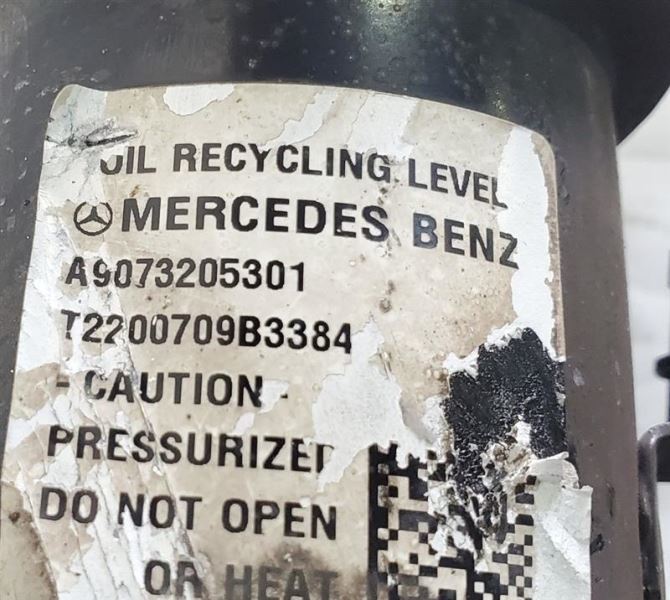 OIL RECYCLING LEVEL
MERCEDES BENZ
A9073205301
T2200709B3384
- CAUTION -
PRESSURIZED
DO NOT OPEN
OR HEAT